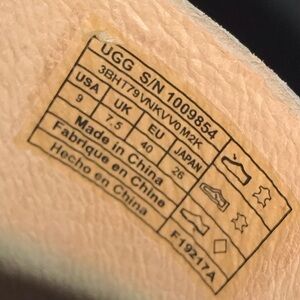 UGG S/N 1009854
3BHT79VNKVV0M2K
USA UK EU JAPAN
9 7.5 40 26
Made in China
Fabrique en Chine
Hecho en China
F19217A